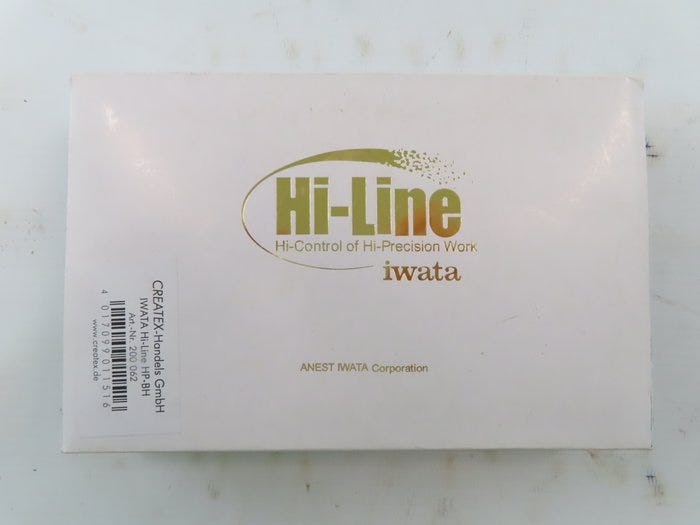 Hi-Line
Hi-Control of Hi-Precision Work
iwata
ANEST IWATA Corporation
CREATEX-Handels GmbH
IWATA Hi-Line HP-BH
Art.-Nr. 200 062
4 017099 011516
www.createx.de